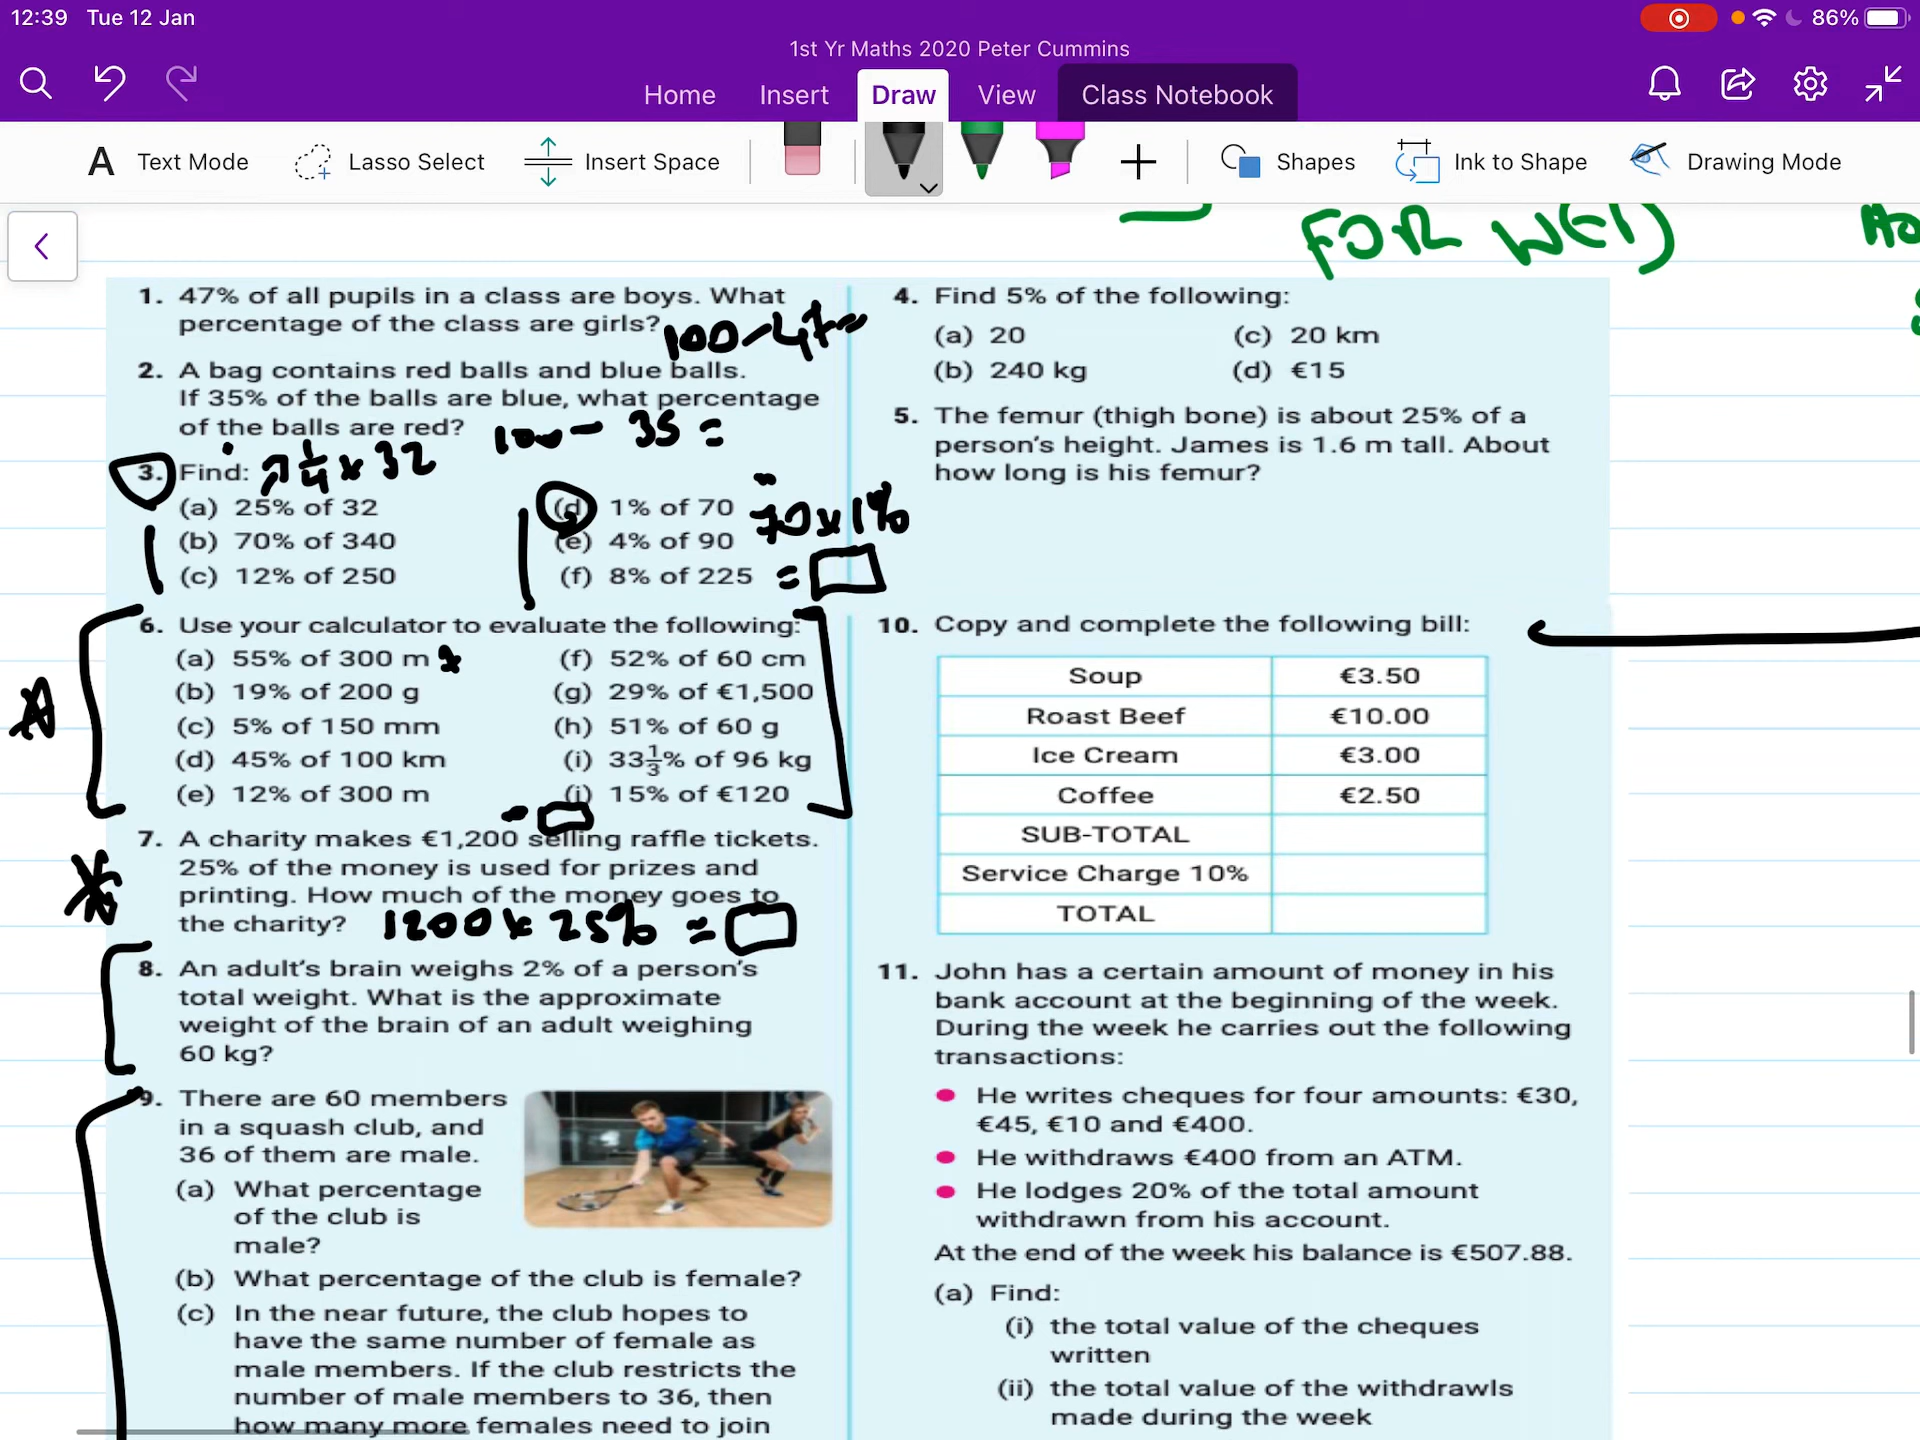 12:39 Tue 12 Jan
86%
1st Yr Maths 2020 Peter Cummins
Home Insert Draw View Class Notebook
A Text Mode Lasso Select Insert Space Shapes Ink to Shape Drawing Mode
FOR WED
1. 47% of all pupils in a class are boys. What
percentage of the class are girls?
100-47=
2. A bag contains red balls and blue balls.
If 35% of the balls are blue, what percentage
of the balls are red?
100 - 35 =
3. Find:
1/4 x 32
(a) 25% of 32
(b) 70% of 340
(c) 12% of 250
(d) 1% of 70
70 x 1%
(e) 4% of 90
(f) 8% of 225
=
4. Find 5% of the following:
(a) 20 (c) 20 km
(b) 240 kg (d) €15
5. The femur (thigh bone) is about 25% of a
person's height. James is 1.6 m tall. About
how long is his femur?
6. Use your calculator to evaluate the following:
(a) 55% of 300 m
(b) 19% of 200 g
(c) 5% of 150 mm
(d) 45% of 100 km
(e) 12% of 300 m
(f) 52% of 60 cm
(g) 29% of €1,500
(h) 51% of 60 g
(i) 33⅓% of 96 kg
(j) 15% of €120
7. A charity makes €1,200 selling raffle tickets.
25% of the money is used for prizes and
printing. How much of the money goes to
the charity?
1200 x 25% =
8. An adult's brain weighs 2% of a person's
total weight. What is the approximate
weight of the brain of an adult weighing
60 kg?
9. There are 60 members
in a squash club, and
36 of them are male.
(a) What percentage
of the club is
male?
(b) What percentage of the club is female?
(c) In the near future, the club hopes to
have the same number of female as
male members. If the club restricts the
number of male members to 36, then
how many more females need to join
10. Copy and complete the following bill:
Soup €3.50
Roast Beef €10.00
Ice Cream €3.00
Coffee €2.50
SUB-TOTAL
Service Charge 10%
TOTAL
11. John has a certain amount of money in his
bank account at the beginning of the week.
During the week he carries out the following
transactions:
• He writes cheques for four amounts: €30,
€45, €10 and €400.
• He withdraws €400 from an ATM.
• He lodges 20% of the total amount
withdrawn from his account.
At the end of the week his balance is €507.88.
(a) Find:
(i) the total value of the cheques
written
(ii) the total value of the withdrawls
made during the week